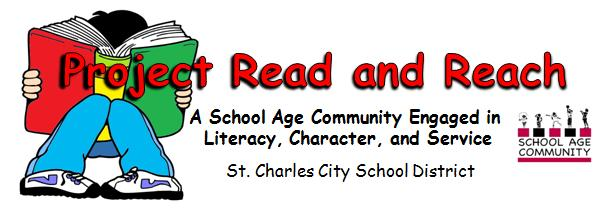 Project Read and Reach
A School Age Community Engaged in
Literacy, Character, and Service
St. Charles City School District
SCHOOL AGE
COMMUNITY